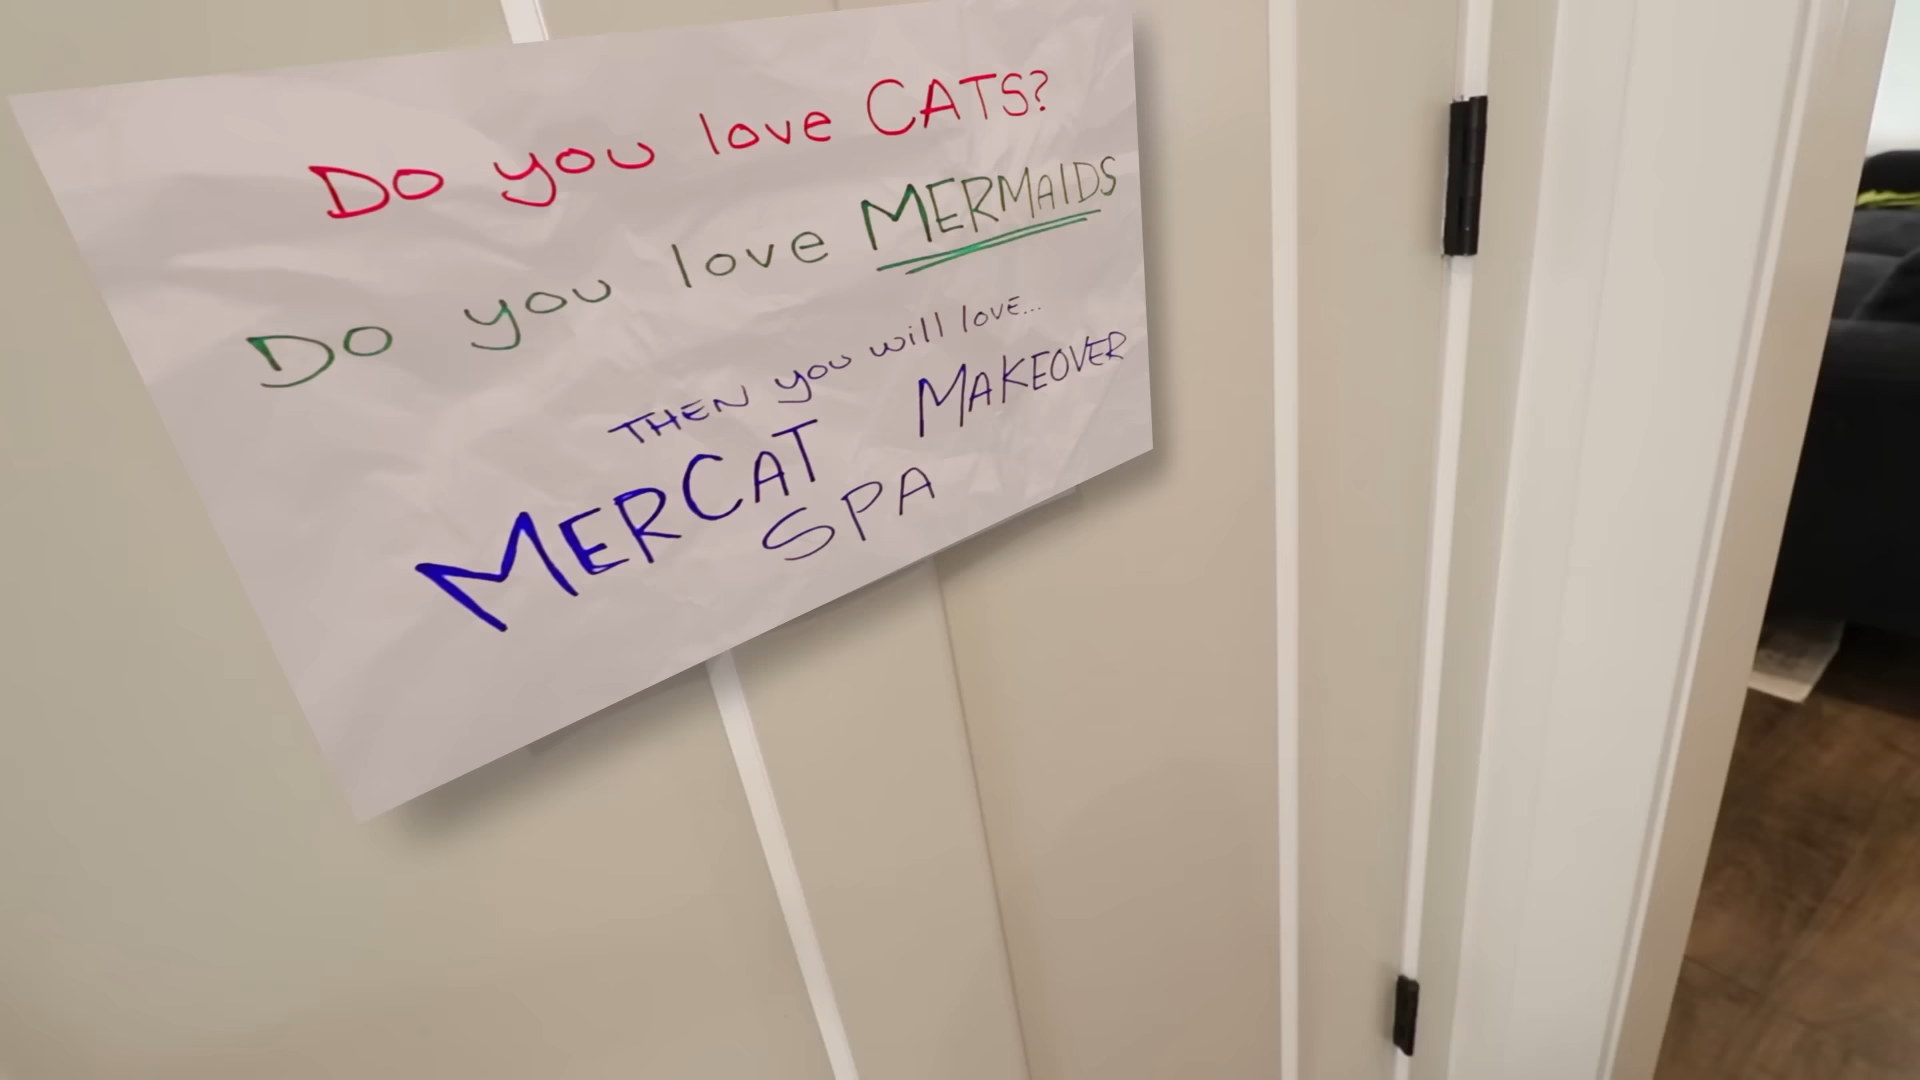 Do you love CATS?
Do you love MERMAIDS
THEN you will love...
MERCAT MAKEOVER
SPA